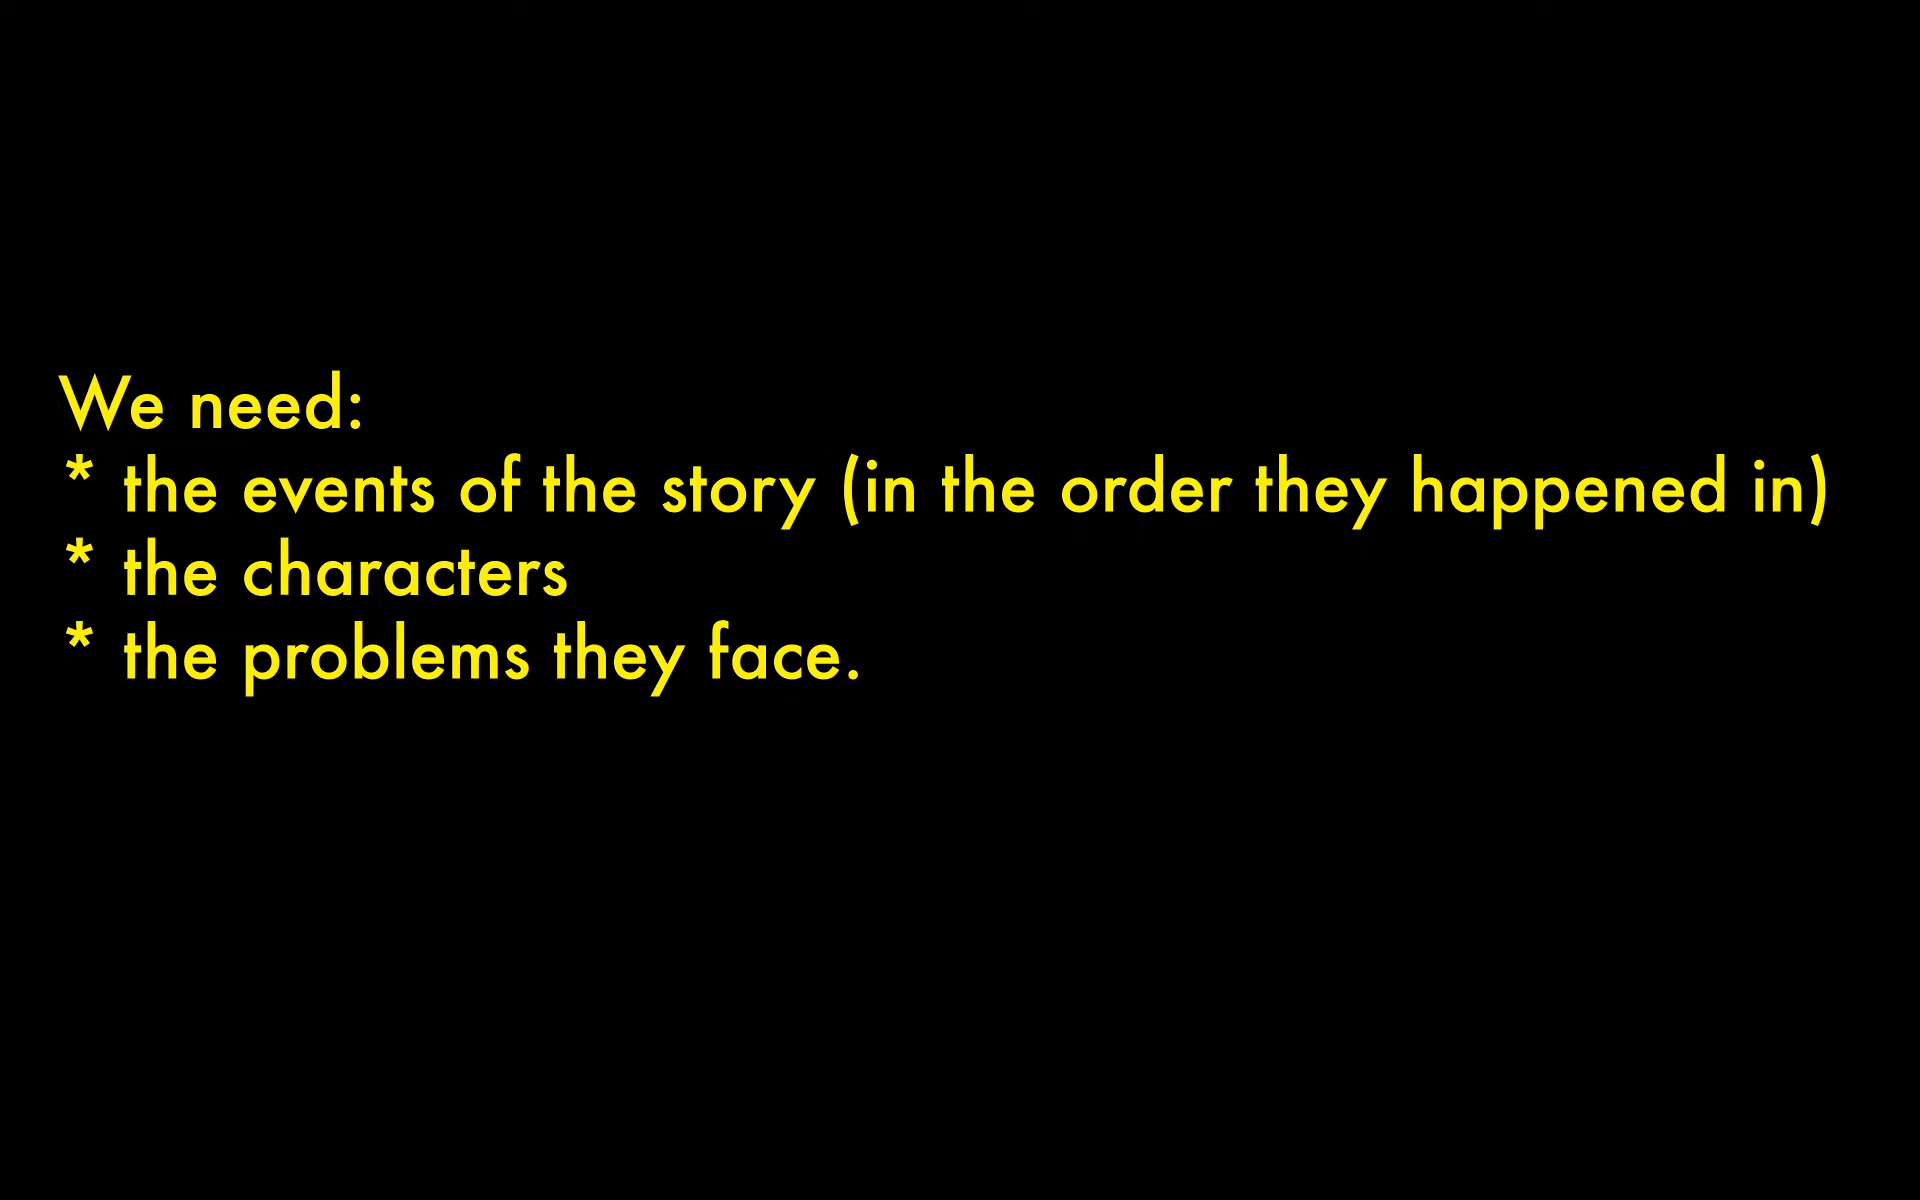 We need:
* the events of the story (in the order they happened in)
* the characters
* the problems they face.